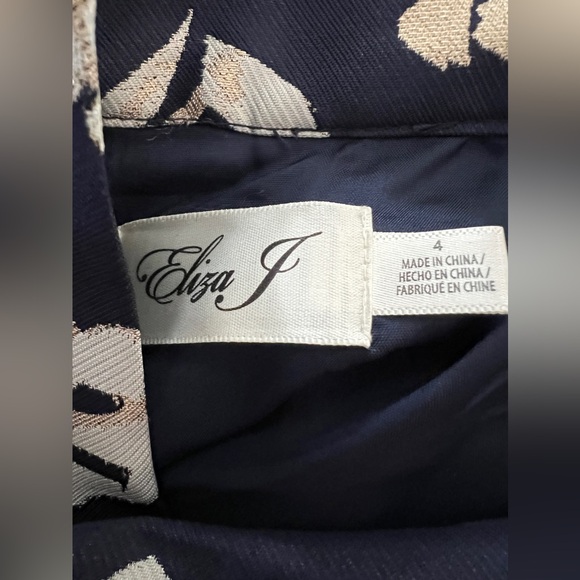 Eliza J
4
MADE IN CHINA /
HECHO EN CHINA /
FABRIQUÉ EN CHINE